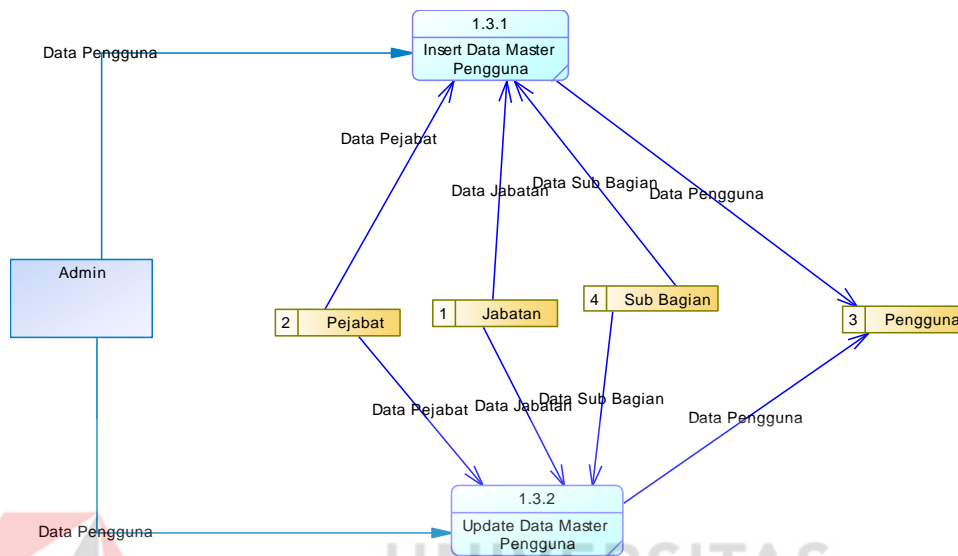 1.3.1
Data Pengguna
Insert Data Master
Pengguna
Data Pejabat
Data Jabatan
Data Sub Bagian
Data Pengguna
Admin
2
Pejabat
1
Jabatan
4
Sub Bagian
3
Pengguna
Data Pejabat
Data Jabatan
Data Sub Bagian
Data Pengguna
1.3.2
Data Pengguna
Update Data Master
Pengguna
UNIVERSITAS